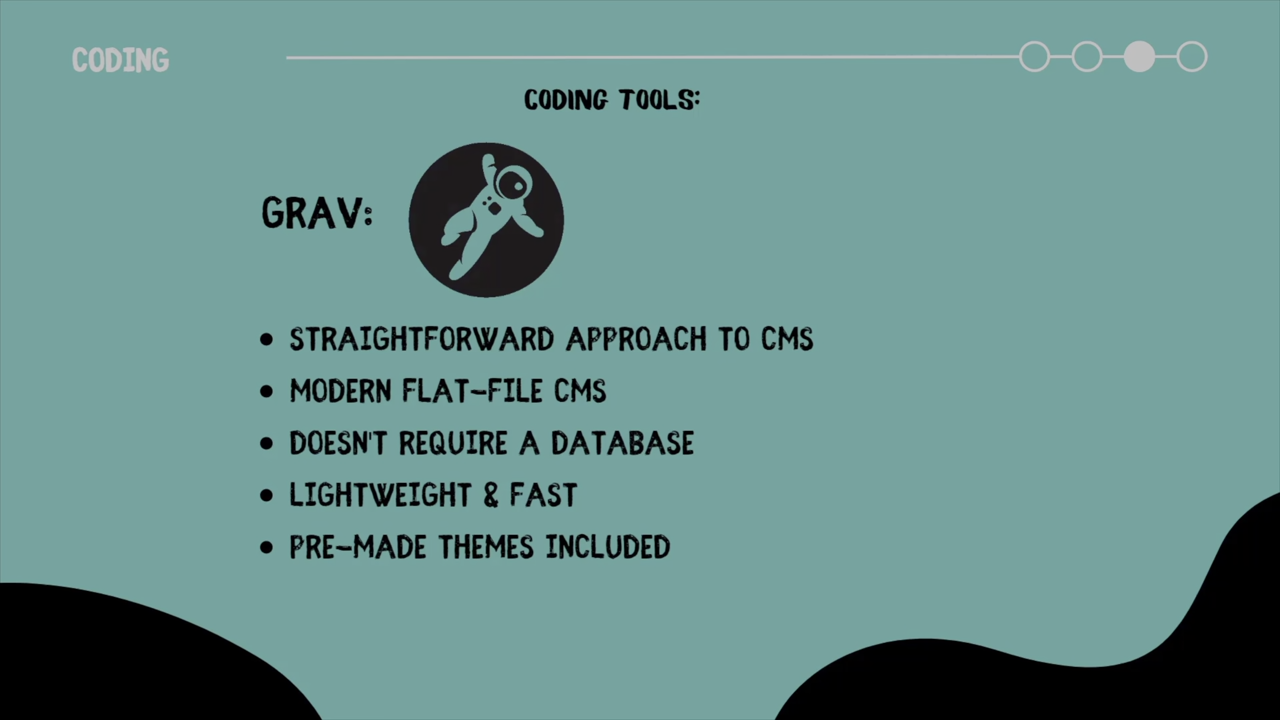 CODING
CODING TOOLS:
GRAV:
• STRAIGHTFORWARD APPROACH TO CMS
• MODERN FLAT-FILE CMS
• DOESN'T REQUIRE A DATABASE
• LIGHTWEIGHT & FAST
• PRE-MADE THEMES INCLUDED